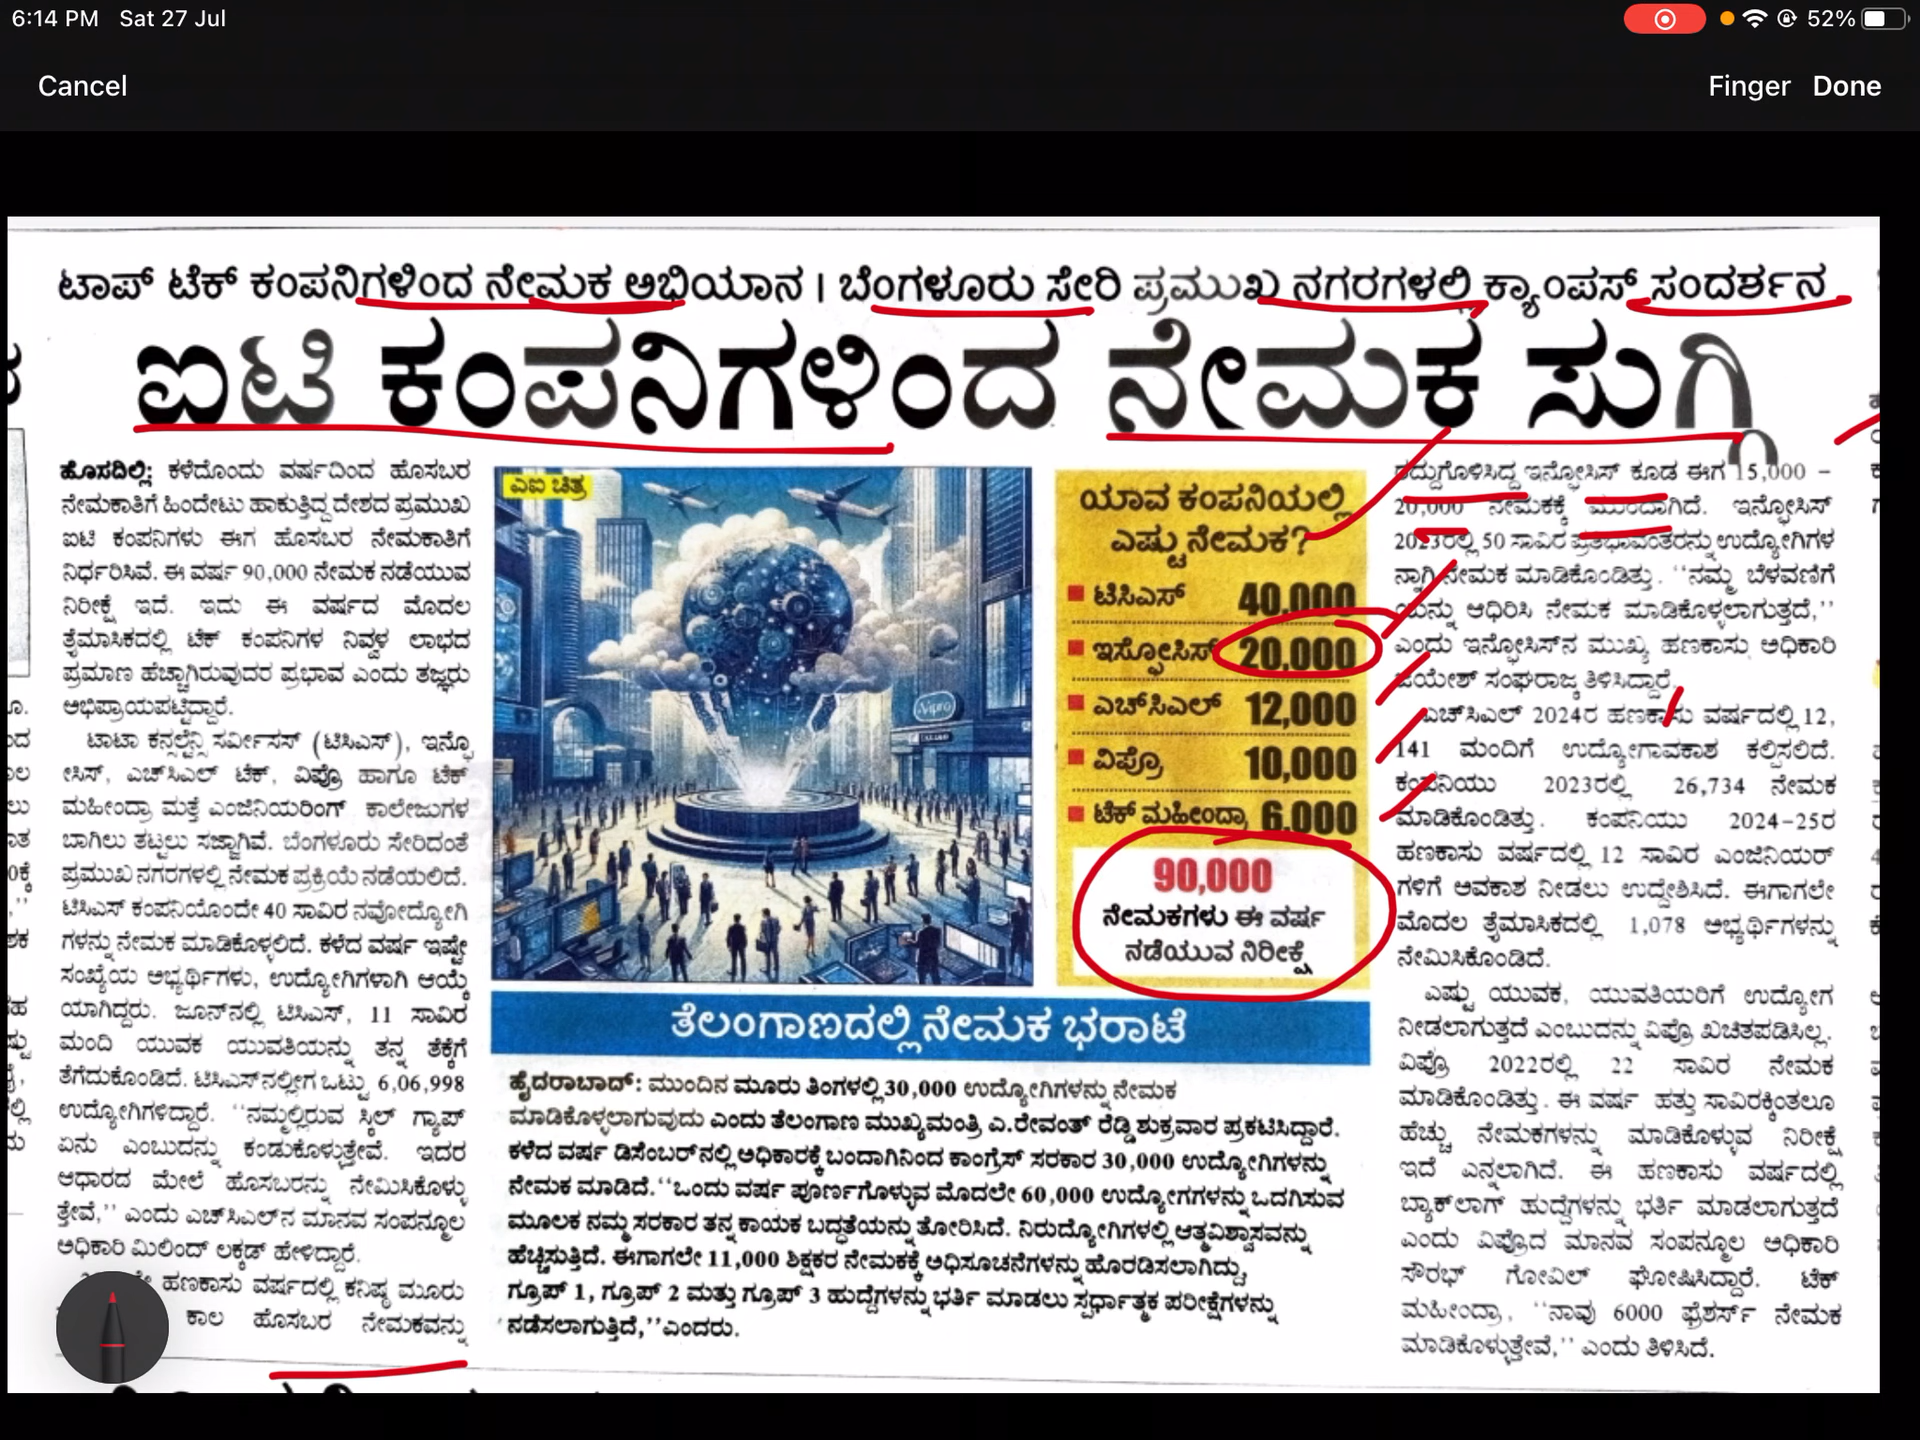 6:14 PM Sat 27 Jul
52%
Cancel
Finger Done
ಟಾಪ್ ಟೆಕ್ ಕಂಪನಿಗಳಿಂದ ನೇಮಕ ಅಭಿಯಾನ | ಬೆಂಗಳೂರು ಸೇರಿ ಪ್ರಮುಖ ನಗರಗಳಲ್ಲಿ ಕ್ಯಾಂಪಸ್ ಸಂದರ್ಶನ
ಐಟಿ ಕಂಪನಿಗಳಿಂದ ನೇಮಕ ಸುಗ್ಗಿ
ಹೊಸದಿಲ್ಲಿ: ಕಳೆದೊಂದು ವರ್ಷದಿಂದ ಹೊಸಬರ
ನೇಮಕಾತಿಗೆ ಹಿಂದೇಟು ಹಾಕುತ್ತಿದ್ದ ದೇಶದ ಪ್ರಮುಖ
ಐಟಿ ಕಂಪನಿಗಳು ಈಗ ಹೊಸಬರ ನೇಮಕಾತಿಗೆ
ನಿರ್ಧರಿಸಿವೆ. ಈ ವರ್ಷ 90,000 ನೇಮಕ ನಡೆಯುವ
ನಿರೀಕ್ಷೆ ಇದೆ. ಇದು ಈ ವರ್ಷದ ಮೊದಲ
ತ್ರೈಮಾಸಿಕದಲ್ಲಿ ಟೆಕ್ ಕಂಪನಿಗಳ ನಿವ್ವಳ ಲಾಭದ
ಪ್ರಮಾಣ ಹೆಚ್ಚಾಗಿರುವುದರ ಪ್ರಭಾವ ಎಂದು ತಜ್ಞರು
ಅಭಿಪ್ರಾಯಪಟ್ಟಿದ್ದಾರೆ.
ಟಾಟಾ ಕನ್ಸಲ್ಟೆನ್ಸಿ ಸರ್ವೀಸಸ್ (ಟಿಸಿಎಸ್), ಇನ್ಫೊ
ೀಸಿಸ್, ಎಚ್‌ಸಿಎಲ್ ಟೆಕ್, ವಿಪ್ರೊ ಹಾಗೂ ಟೆಕ್
ಮಹೀಂದ್ರಾ ಮತ್ತೆ ಎಂಜಿನಿಯರಿಂಗ್ ಕಾಲೇಜುಗಳ
ಬಾಗಿಲು ತಟ್ಟಲು ಸಜ್ಜಾಗಿವೆ. ಬೆಂಗಳೂರು ಸೇರಿದಂತೆ
ಪ್ರಮುಖ ನಗರಗಳಲ್ಲಿ ನೇಮಕ ಪ್ರಕ್ರಿಯೆ ನಡೆಯಲಿದೆ.
ಟಿಸಿಎಸ್ ಕಂಪನಿಯೊಂದೇ 40 ಸಾವಿರ ನವೋದ್ಯೋಗಿ
ಗಳನ್ನು ನೇಮಕ ಮಾಡಿಕೊಳ್ಳಲಿದೆ. ಕಳೆದ ವರ್ಷ ಇಷ್ಟೇ
ಸಂಖ್ಯೆಯ ಅಭ್ಯರ್ಥಿಗಳು, ಉದ್ಯೋಗಿಗಳಾಗಿ ಆಯ್ಕೆ
ಯಾಗಿದ್ದರು. ಜೂನ್‌ನಲ್ಲಿ ಟಿಸಿಎಸ್, 11 ಸಾವಿರ
ಮಂದಿ ಯುವಕ ಯುವತಿಯನ್ನು ತನ್ನ ತೆಕ್ಕೆಗೆ
ತೆಗೆದುಕೊಂಡಿದೆ. ಟಿಸಿಎಸ್‌ನಲ್ಲೀಗ ಒಟ್ಟು 6,06,998
ಉದ್ಯೋಗಿಗಳಿದ್ದಾರೆ. ‘‘ನಮ್ಮಲ್ಲಿರುವ ಸ್ಕಿಲ್ ಗ್ಯಾಪ್
ಏನು ಎಂಬುದನ್ನು ಕಂಡುಕೊಳ್ಳುತ್ತೇವೆ. ಇದರ
ಆಧಾರದ ಮೇಲೆ ಹೊಸಬರನ್ನು ನೇಮಿಸಿಕೊಳ್ಳು
ತ್ತೇವೆ,’’ ಎಂದು ಎಚ್‌ಸಿಎಲ್‌ನ ಮಾನವ ಸಂಪನ್ಮೂಲ
ಅಧಿಕಾರಿ ಮಿಲಿಂದ್ ಲಕ್ಕಡ್ ಹೇಳಿದ್ದಾರೆ.
ಹಣಕಾಸು ವರ್ಷದಲ್ಲಿ ಕನಿಷ್ಠ ಮೂರು
ಕಾಲ ಹೊಸಬರ ನೇಮಕವನ್ನು
ಎಐ ಚಿತ್ರ
Wipro
ಯಾವ ಕಂಪನಿಯಲ್ಲಿ
ಎಷ್ಟು ನೇಮಕ?
ಟಿಸಿಎಸ್ 40,000
ಇನ್ಫೋಸಿಸ್ 20,000
ಎಚ್‌ಸಿಎಲ್ 12,000
ವಿಪ್ರೊ 10,000
ಟೆಕ್ ಮಹೀಂದ್ರಾ 6,000
90,000
ನೇಮಕಗಳು ಈ ವರ್ಷ
ನಡೆಯುವ ನಿರೀಕ್ಷೆ
ತೆಲಂಗಾಣದಲ್ಲಿ ನೇಮಕ ಭರಾಟೆ
ಹೈದರಾಬಾದ್: ಮುಂದಿನ ಮೂರು ತಿಂಗಳಲ್ಲಿ 30,000 ಉದ್ಯೋಗಿಗಳನ್ನು ನೇಮಕ
ಮಾಡಿಕೊಳ್ಳಲಾಗುವುದು ಎಂದು ತೆಲಂಗಾಣ ಮುಖ್ಯಮಂತ್ರಿ ಎ.ರೇವಂತ್ ರೆಡ್ಡಿ ಶುಕ್ರವಾರ ಪ್ರಕಟಿಸಿದ್ದಾರೆ.
ಕಳೆದ ವರ್ಷ ಡಿಸೆಂಬರ್‌ನಲ್ಲಿ ಅಧಿಕಾರಕ್ಕೆ ಬಂದಾಗಿನಿಂದ ಕಾಂಗ್ರೆಸ್ ಸರಕಾರ 30,000 ಉದ್ಯೋಗಿಗಳನ್ನು
ನೇಮಕ ಮಾಡಿದೆ. ‘‘ಒಂದು ವರ್ಷ ಪೂರ್ಣಗೊಳ್ಳುವ ಮೊದಲೇ 60,000 ಉದ್ಯೋಗಗಳನ್ನು ಒದಗಿಸುವ
ಮೂಲಕ ನಮ್ಮ ಸರಕಾರ ತನ್ನ ಕಾಯಕ ಬದ್ಧತೆಯನ್ನು ತೋರಿಸಿದೆ. ನಿರುದ್ಯೋಗಿಗಳಲ್ಲಿ ಆತ್ಮವಿಶ್ವಾಸವನ್ನು
ಹೆಚ್ಚಿಸುತ್ತಿದೆ. ಈಗಾಗಲೇ 11,000 ಶಿಕ್ಷಕರ ನೇಮಕಕ್ಕೆ ಅಧಿಸೂಚನೆಗಳನ್ನು ಹೊರಡಿಸಲಾಗಿದ್ದು,
ಗ್ರೂಪ್ 1, ಗ್ರೂಪ್ 2 ಮತ್ತು ಗ್ರೂಪ್ 3 ಹುದ್ದೆಗಳನ್ನು ಭರ್ತಿ ಮಾಡಲು ಸ್ಪರ್ಧಾತ್ಮಕ ಪರೀಕ್ಷೆಗಳನ್ನು
ನಡೆಸಲಾಗುತ್ತಿದೆ,’’ ಎಂದರು.
ರದ್ದುಗೊಳಿಸಿದ್ದ ಇನ್ಫೋಸಿಸ್ ಕೂಡ ಈಗ 15,000 -
20,000 ನೇಮಕಕ್ಕೆ ಮುಂದಾಗಿದೆ. ಇನ್ಫೋಸಿಸ್
2023ರಲ್ಲಿ 50 ಸಾವಿರ ಪ್ರತಿಭಾವಂತರನ್ನು ಉದ್ಯೋಗಿಗಳ
ನ್ನಾಗಿ ನೇಮಕ ಮಾಡಿಕೊಂಡಿತ್ತು. ‘‘ನಮ್ಮ ಬೆಳವಣಿಗೆ
ಯನ್ನು ಆಧರಿಸಿ ನೇಮಕ ಮಾಡಿಕೊಳ್ಳಲಾಗುತ್ತದೆ,’’
ಎಂದು ಇನ್ಫೋಸಿಸ್‌ನ ಮುಖ್ಯ ಹಣಕಾಸು ಅಧಿಕಾರಿ
ಜಯೇಶ್ ಸಂಘರಾಜ್ಕ ತಿಳಿಸಿದ್ದಾರೆ.
ಎಚ್‌ಸಿಎಲ್ 2024ರ ಹಣಕಾಸು ವರ್ಷದಲ್ಲಿ 12,
141 ಮಂದಿಗೆ ಉದ್ಯೋಗಾವಕಾಶ ಕಲ್ಪಿಸಲಿದೆ.
ಕಂಪನಿಯು 2023ರಲ್ಲಿ 26,734 ನೇಮಕ
ಮಾಡಿಕೊಂಡಿತ್ತು. ಕಂಪನಿಯು 2024-25ರ
ಹಣಕಾಸು ವರ್ಷದಲ್ಲಿ 12 ಸಾವಿರ ಎಂಜಿನಿಯರ್
ಗಳಿಗೆ ಅವಕಾಶ ನೀಡಲು ಉದ್ದೇಶಿಸಿದೆ. ಈಗಾಗಲೇ
ಮೊದಲ ತ್ರೈಮಾಸಿಕದಲ್ಲಿ 1,078 ಅಭ್ಯರ್ಥಿಗಳನ್ನು
ನೇಮಿಸಿಕೊಂಡಿದೆ.
ಎಷ್ಟು ಯುವಕ, ಯುವತಿಯರಿಗೆ ಉದ್ಯೋಗ
ನೀಡಲಾಗುತ್ತದೆ ಎಂಬುದನ್ನು ವಿಪ್ರೊ ಖಚಿತಪಡಿಸಿಲ್ಲ.
ವಿಪ್ರೊ 2022ರಲ್ಲಿ 22 ಸಾವಿರ ನೇಮಕ
ಮಾಡಿಕೊಂಡಿತ್ತು. ಈ ವರ್ಷ ಹತ್ತು ಸಾವಿರಕ್ಕಿಂತಲೂ
ಹೆಚ್ಚು ನೇಮಕಗಳನ್ನು ಮಾಡಿಕೊಳ್ಳುವ ನಿರೀಕ್ಷೆ
ಇದೆ ಎನ್ನಲಾಗಿದೆ. ಈ ಹಣಕಾಸು ವರ್ಷದಲ್ಲಿ
ಬ್ಯಾಕ್‌ಲಾಗ್ ಹುದ್ದೆಗಳನ್ನು ಭರ್ತಿ ಮಾಡಲಾಗುತ್ತದೆ
ಎಂದು ವಿಪ್ರೊದ ಮಾನವ ಸಂಪನ್ಮೂಲ ಅಧಿಕಾರಿ
ಸೌರಭ್ ಗೋವಿಲ್ ಘೋಷಿಸಿದ್ದಾರೆ. ಟೆಕ್
ಮಹೀಂದ್ರಾ, ‘‘ನಾವು 6000 ಫ್ರೆಶರ್ಸ್ ನೇಮಕ
ಮಾಡಿಕೊಳ್ಳುತ್ತೇವೆ,’’ ಎಂದು ತಿಳಿಸಿದೆ.